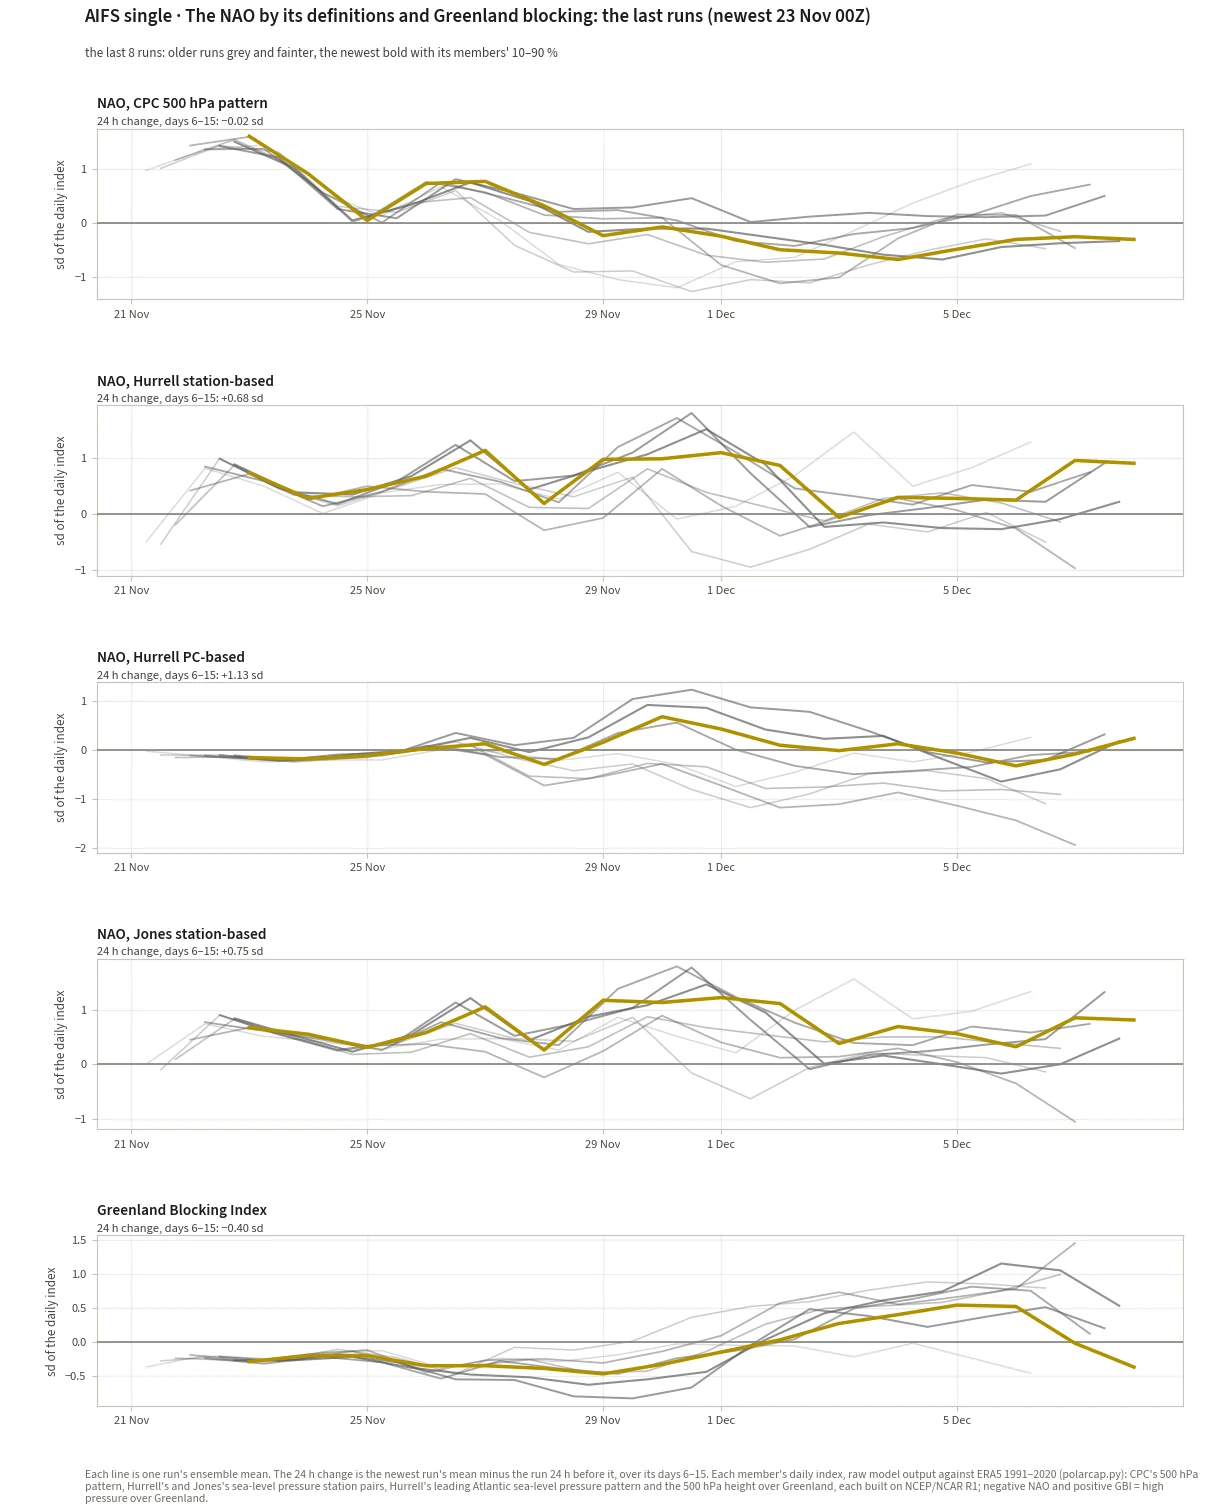 AIFS single · The NAO by its definitions and Greenland blocking: the last runs (newest 23 Nov 00Z)
the last 8 runs: older runs grey and fainter, the newest bold with its members' 10–90 %
NAO, CPC 500 hPa pattern
24 h change, days 6–15: −0.02 sd
sd of the daily index
1
0
−1
21 Nov
25 Nov
29 Nov
1 Dec
5 Dec
NAO, Hurrell station-based
24 h change, days 6–15: +0.68 sd
sd of the daily index
1
0
−1
21 Nov
25 Nov
29 Nov
1 Dec
5 Dec
NAO, Hurrell PC-based
24 h change, days 6–15: +1.13 sd
sd of the daily index
1
0
−1
−2
21 Nov
25 Nov
29 Nov
1 Dec
5 Dec
NAO, Jones station-based
24 h change, days 6–15: +0.75 sd
sd of the daily index
1
0
−1
21 Nov
25 Nov
29 Nov
1 Dec
5 Dec
Greenland Blocking Index
24 h change, days 6–15: −0.40 sd
sd of the daily index
1.5
1.0
0.5
0.0
−0.5
21 Nov
25 Nov
29 Nov
1 Dec
5 Dec
Each line is one run's ensemble mean. The 24 h change is the newest run's mean minus the run 24 h before it, over its days 6–15. Each member's daily index, raw model output against ERA5 1991–2020 (polarcap.py): CPC's 500 hPa
pattern, Hurrell's and Jones's sea-level pressure station pairs, Hurrell's leading Atlantic sea-level pressure pattern and the 500 hPa height over Greenland, each built on NCEP/NCAR R1; negative NAO and positive GBI = high
pressure over Greenland.